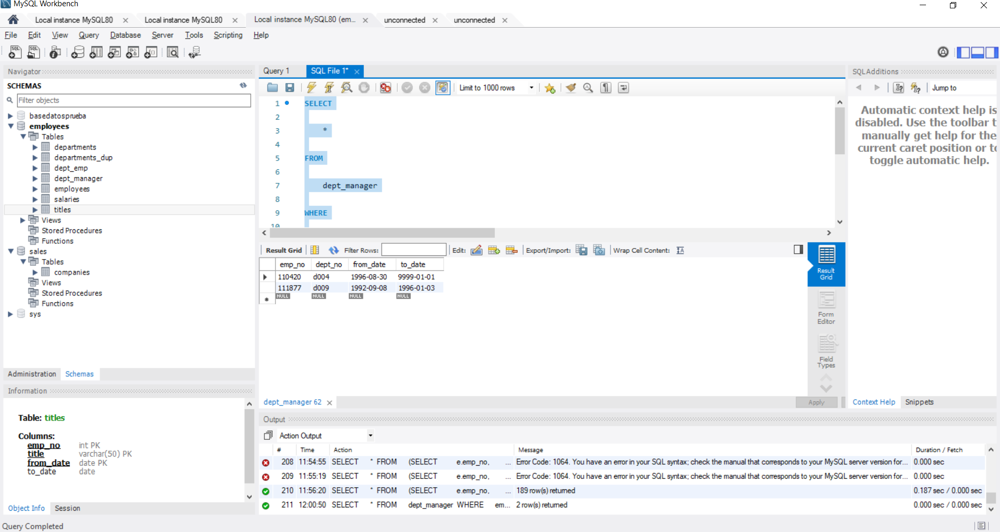 MySQL Workbench
Local instance MySQL80
Local instance MySQL80
Local instance MySQL80 (em...
unconnected
unconnected
File Edit View Query Database Server Tools Scripting Help
Navigator
SCHEMAS
Filter objects
basedatosprueba
employees
Tables
departments
departments_dup
dept_emp
dept_manager
employees
salaries
titles
Views
Stored Procedures
Functions
sales
Tables
companies
Views
Stored Procedures
Functions
sys
Administration Schemas
Information
Table: titles
Columns:
emp_no int PK
title varchar(50) PK
from_date date PK
to_date date
Object Info Session
Query 1 SQL File 1*
Limit to 1000 rows
1 SELECT
2
3 *
4
5 FROM
6
7 dept_manager
8
9 WHERE
10
Result Grid Filter Rows: Edit: Export/Import: Wrap Cell Content:
emp_no dept_no from_date to_date
110420 d004 1996-08-30 9999-01-01
111877 d009 1992-09-08 1996-01-03
NULL NULL NULL NULL
Result
Grid
Form
Editor
Field
Types
dept_manager 62
Apply
SQLAdditions
Jump to
Automatic context help is
disabled. Use the toolbar t
manually get help for the
current caret position or to
toggle automatic help.
Context Help Snippets
Output
Action Output
# Time Action Message Duration / Fetch
208 11:54:55 SELECT * FROM (SELECT e.emp_no, ... Error Code: 1064. You have an error in your SQL syntax; check the manual that corresponds to your MySQL server version for... 0.000 sec
209 11:55:19 SELECT * FROM (SELECT e.emp_no, ... Error Code: 1064. You have an error in your SQL syntax; check the manual that corresponds to your MySQL server version for... 0.000 sec
210 11:56:20 SELECT * FROM (SELECT e.emp_no, ... 189 row(s) returned 0.187 sec / 0.000 sec
211 12:00:50 SELECT * FROM dept_manager WHERE em... 2 row(s) returned 0.000 sec / 0.000 sec
Query Completed